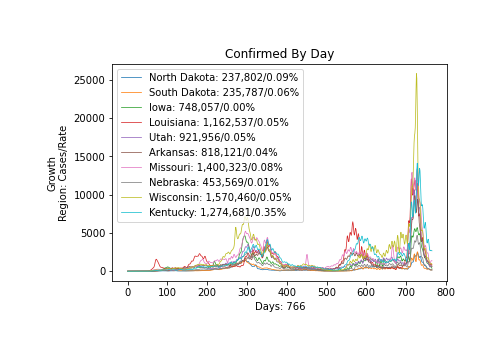 Confirmed By Day
25000
20000
15000
10000
5000
0
Growth
Region: Cases/Rate
North Dakota: 237,802/0.09%
South Dakota: 235,787/0.06%
Iowa: 748,057/0.00%
Louisiana: 1,162,537/0.05%
Utah: 921,956/0.05%
Arkansas: 818,121/0.04%
Missouri: 1,400,323/0.08%
Nebraska: 453,569/0.01%
Wisconsin: 1,570,460/0.05%
Kentucky: 1,274,681/0.35%
0 100 200 300 400 500 600 700 800
Days: 766